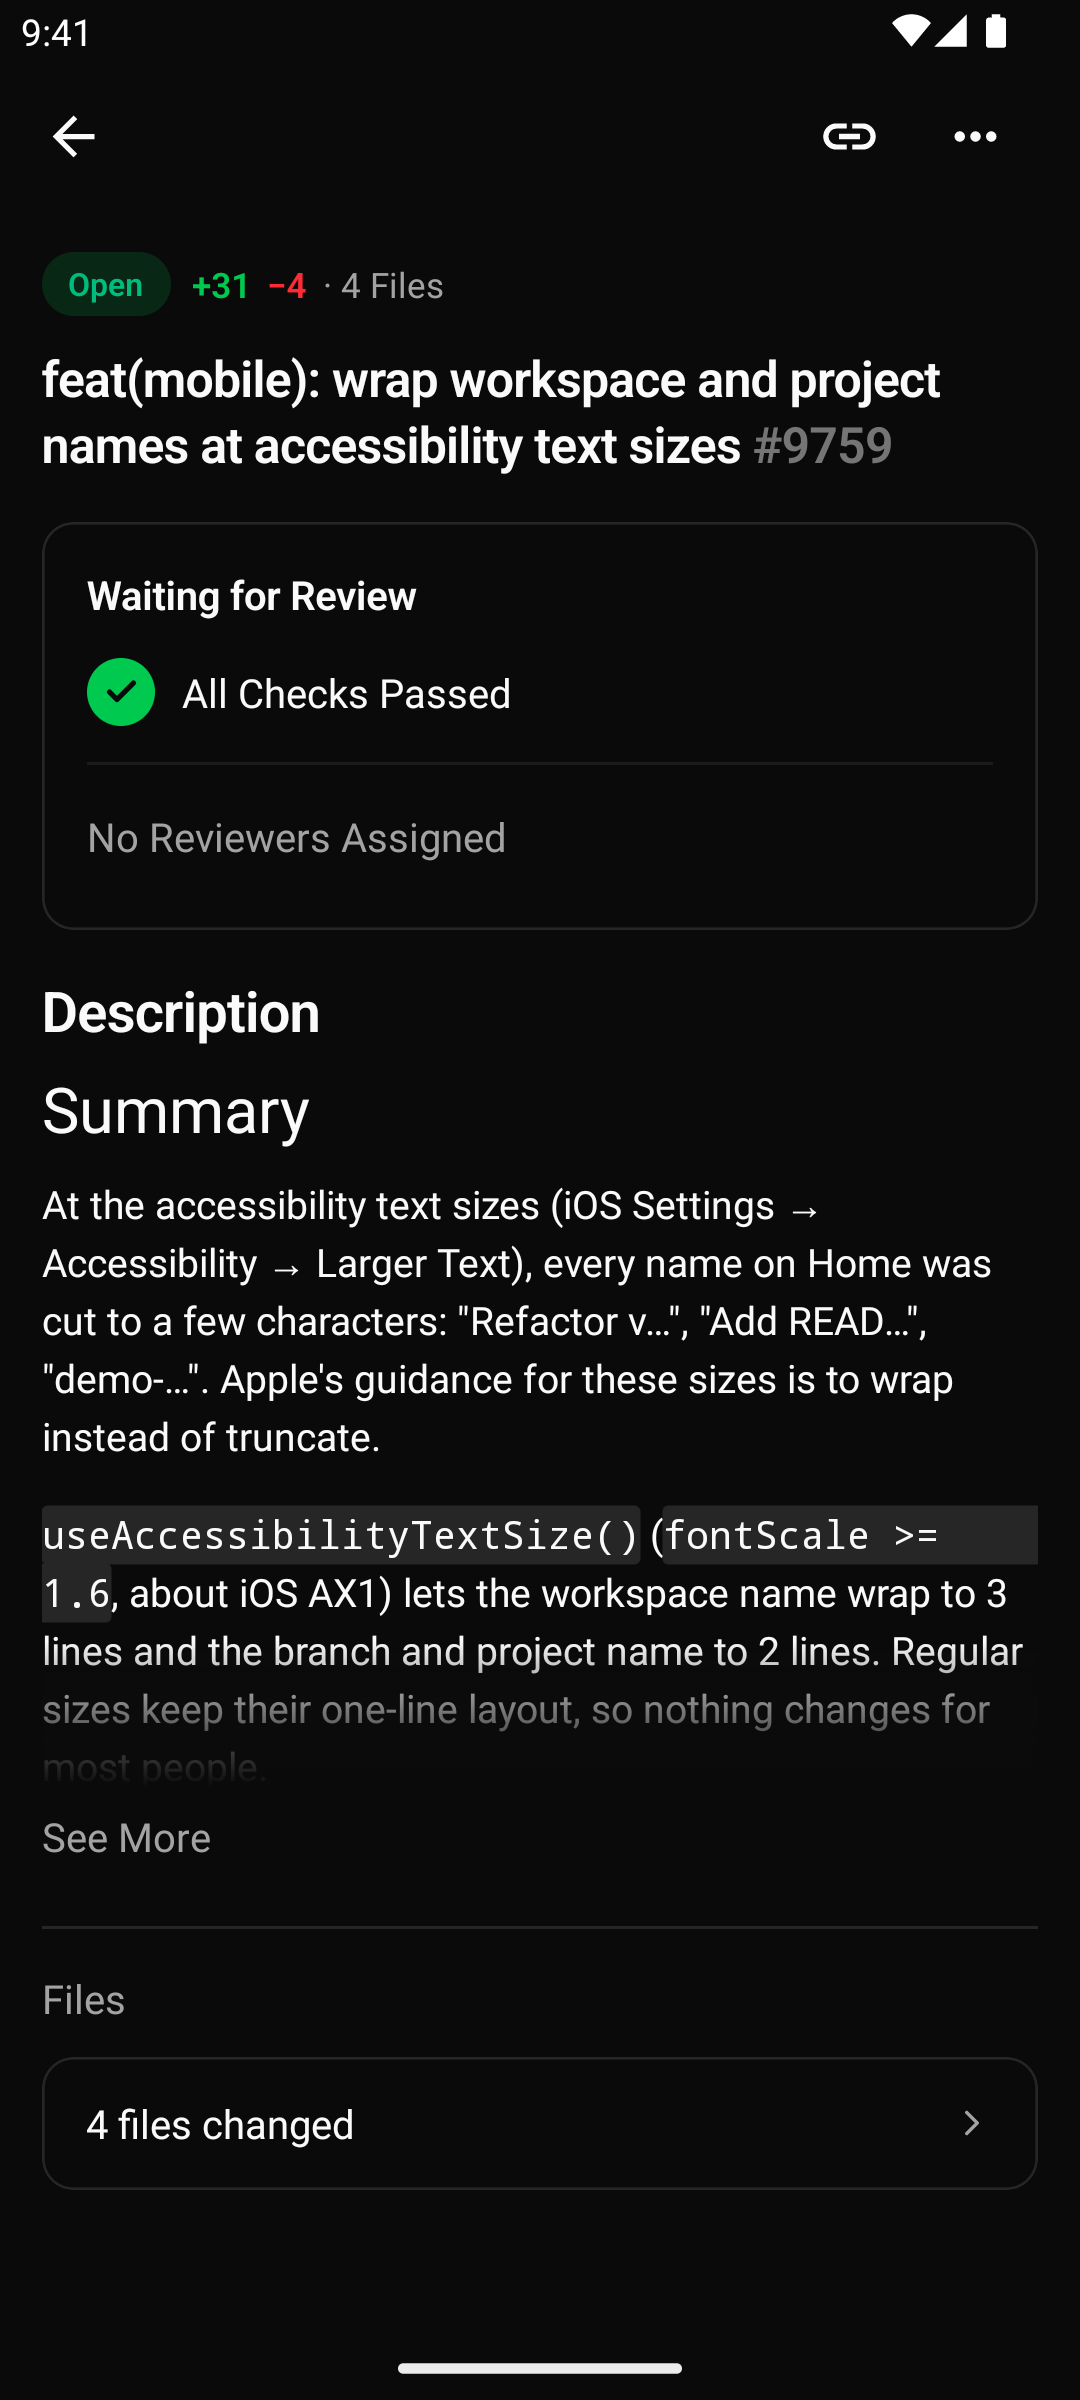 9:41
Open +31 −4 · 4 Files
feat(mobile): wrap workspace and project
names at accessibility text sizes #9759
Waiting for Review
All Checks Passed
No Reviewers Assigned
Description
Summary
At the accessibility text sizes (iOS Settings →
Accessibility → Larger Text), every name on Home was
cut to a few characters: "Refactor v…", "Add READ…",
"demo-…". Apple's guidance for these sizes is to wrap
instead of truncate.
useAccessibilityTextSize() (fontScale >=
1.6, about iOS AX1) lets the workspace name wrap to 3
lines and the branch and project name to 2 lines. Regular
sizes keep their one-line layout, so nothing changes for
most people.
See More
Files
4 files changed